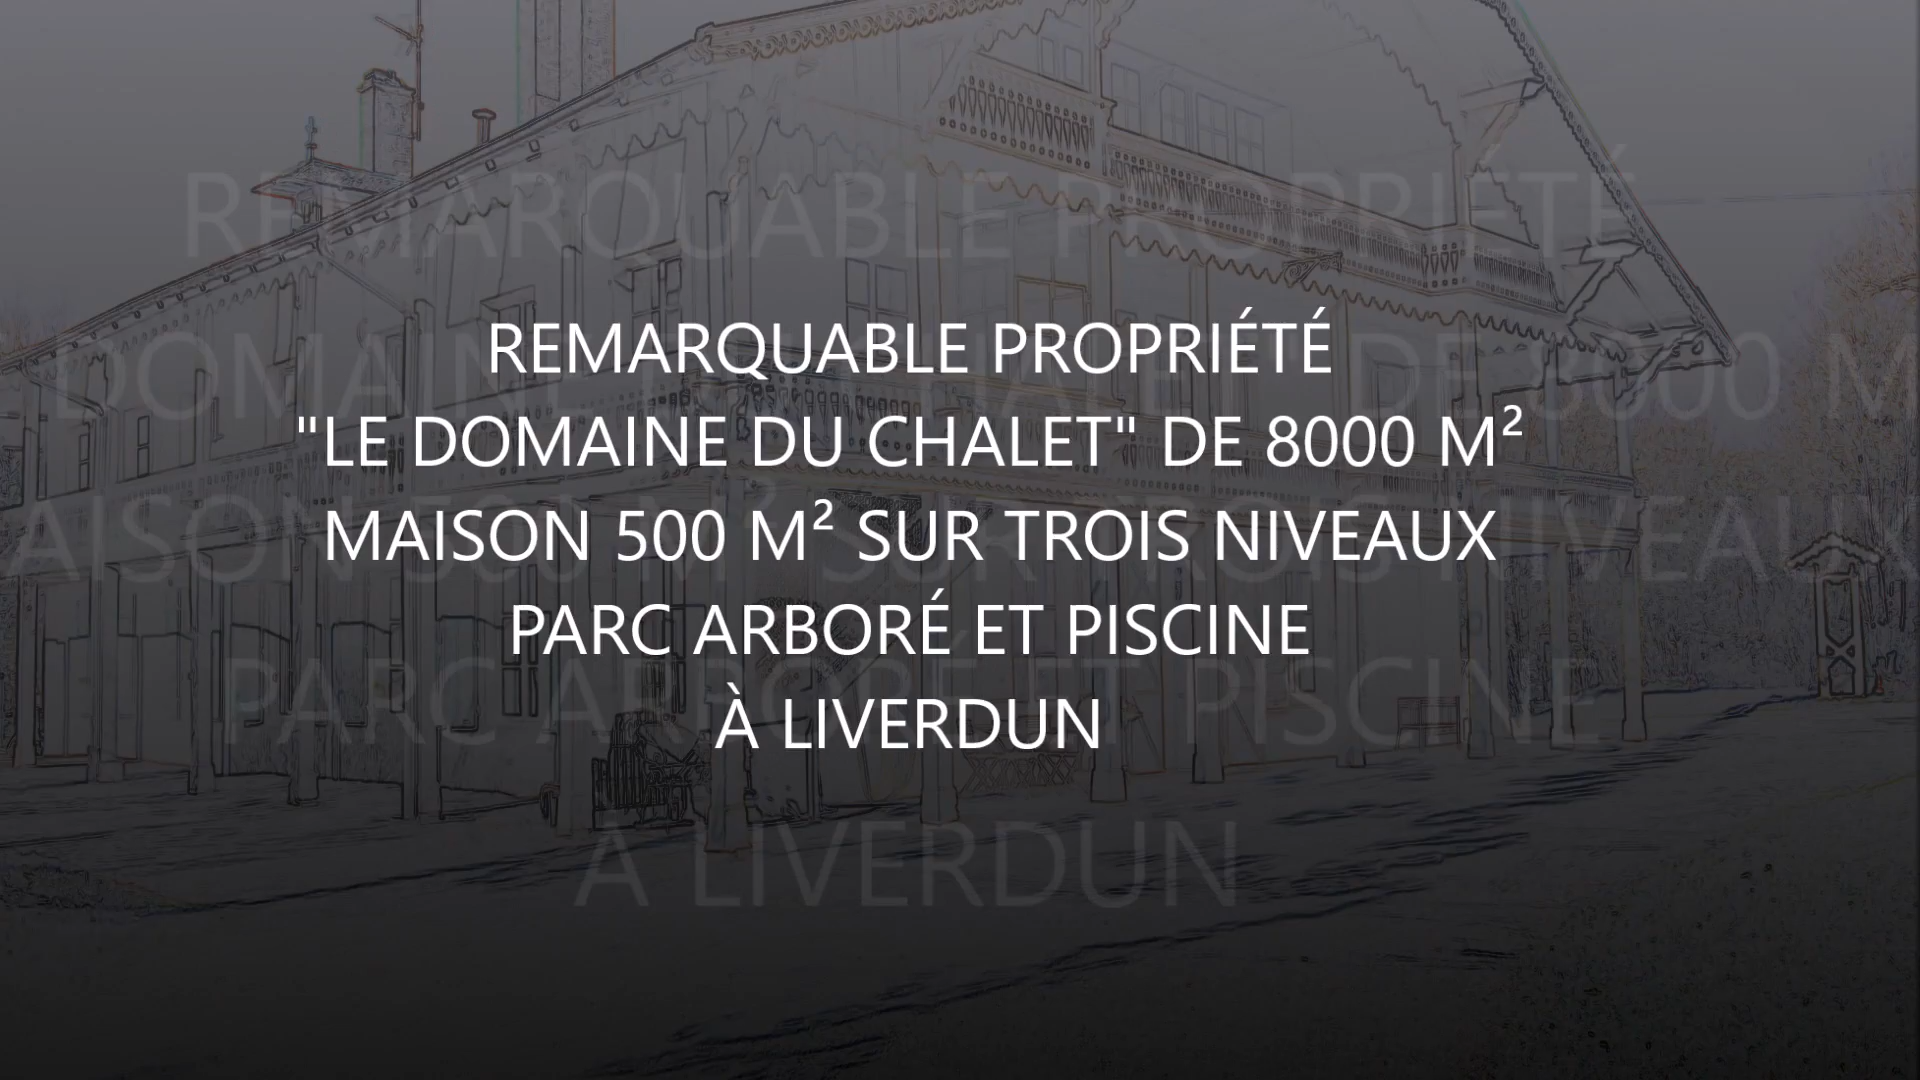 REMARQUABLE PROPRIÉTÉ
"LE DOMAINE DU CHALET" DE 8000 M²
MAISON 500 M² SUR TROIS NIVEAUX
PARC ARBORÉ ET PISCINE
À LIVERDUN